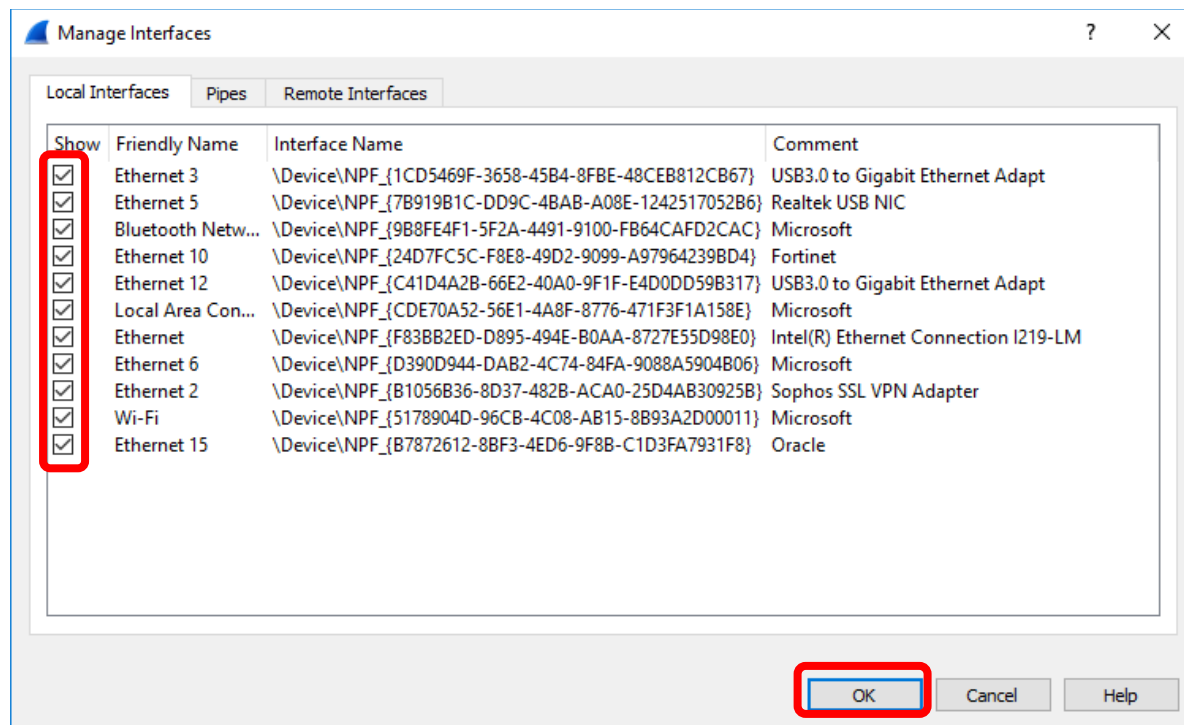 Manage Interfaces ?
Local Interfaces Pipes Remote Interfaces
Show Friendly Name Interface Name Comment
Ethernet 3 \Device\NPF_{1CD5469F-3658-45B4-8FBE-48CEB812CB67} USB3.0 to Gigabit Ethernet Adapt
Ethernet 5 \Device\NPF_{7B919B1C-DD9C-4BAB-A08E-1242517052B6} Realtek USB NIC
Bluetooth Netw... \Device\NPF_{9B8FE4F1-5F2A-4491-9100-FB64CAFD2CAC} Microsoft
Ethernet 10 \Device\NPF_{24D7FC5C-F8E8-49D2-9099-A97964239BD4} Fortinet
Ethernet 12 \Device\NPF_{C41D4A2B-66E2-40A0-9F1F-E4D0DD59B317} USB3.0 to Gigabit Ethernet Adapt
Local Area Con... \Device\NPF_{CDE70A52-56E1-4A8F-8776-471F3F1A158E} Microsoft
Ethernet \Device\NPF_{F83BB2ED-D895-494E-B0AA-8727E55D98E0} Intel(R) Ethernet Connection I219-LM
Ethernet 6 \Device\NPF_{D390D944-DAB2-4C74-84FA-9088A5904B06} Microsoft
Ethernet 2 \Device\NPF_{B1056B36-8D37-482B-ACA0-25D4AB30925B} Sophos SSL VPN Adapter
Wi-Fi \Device\NPF_{5178904D-96CB-4C08-AB15-8B93A2D00011} Microsoft
Ethernet 15 \Device\NPF_{B7872612-8BF3-4ED6-9F8B-C1D3FA7931F8} Oracle
OK Cancel Help